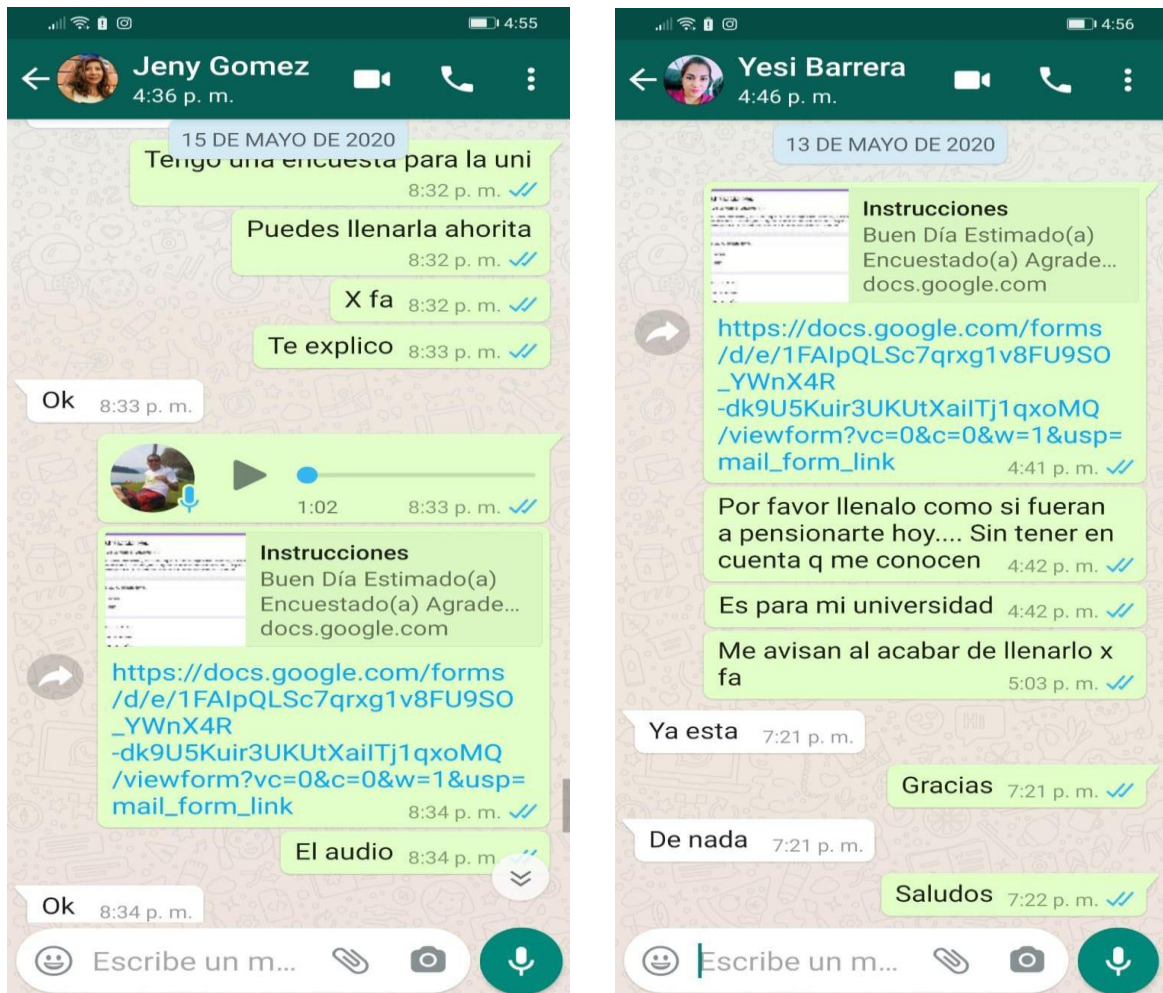 4:55
Jeny Gomez
4:36 p. m.
15 DE MAYO DE 2020
Tengo una encuesta para la uni
8:32 p. m.
Puedes llenarla ahorita
8:32 p. m.
X fa 8:32 p. m.
Te explico 8:33 p. m.
Ok 8:33 p. m.
1:02 8:33 p. m.
Instrucciones
Buen Día Estimado(a)
Encuestado(a) Agrade...
docs.google.com
https://docs.google.com/forms
/d/e/1FAIpQLSc7qrxg1v8FU9SO
_YWnX4R
-dk9U5Kuir3UKUtXaiITj1qxoMQ
/viewform?vc=0&c=0&w=1&usp=
mail_form_link 8:34 p. m.
El audio 8:34 p. m
Ok 8:34 p. m.
Escribe un m...
4:56
Yesi Barrera
4:46 p. m.
13 DE MAYO DE 2020
Instrucciones
Buen Día Estimado(a)
Encuestado(a) Agrade...
docs.google.com
https://docs.google.com/forms
/d/e/1FAIpQLSc7qrxg1v8FU9SO
_YWnX4R
-dk9U5Kuir3UKUtXaiITj1qxoMQ
/viewform?vc=0&c=0&w=1&usp=
mail_form_link 4:41 p. m.
Por favor llenalo como si fueran
a pensionarte hoy.... Sin tener en
cuenta q me conocen 4:42 p. m.
Es para mi universidad 4:42 p. m.
Me avisan al acabar de llenarlo x
fa 5:03 p. m.
Ya esta 7:21 p. m.
Gracias 7:21 p. m.
De nada 7:21 p. m.
Saludos 7:22 p. m.
Escribe un m...